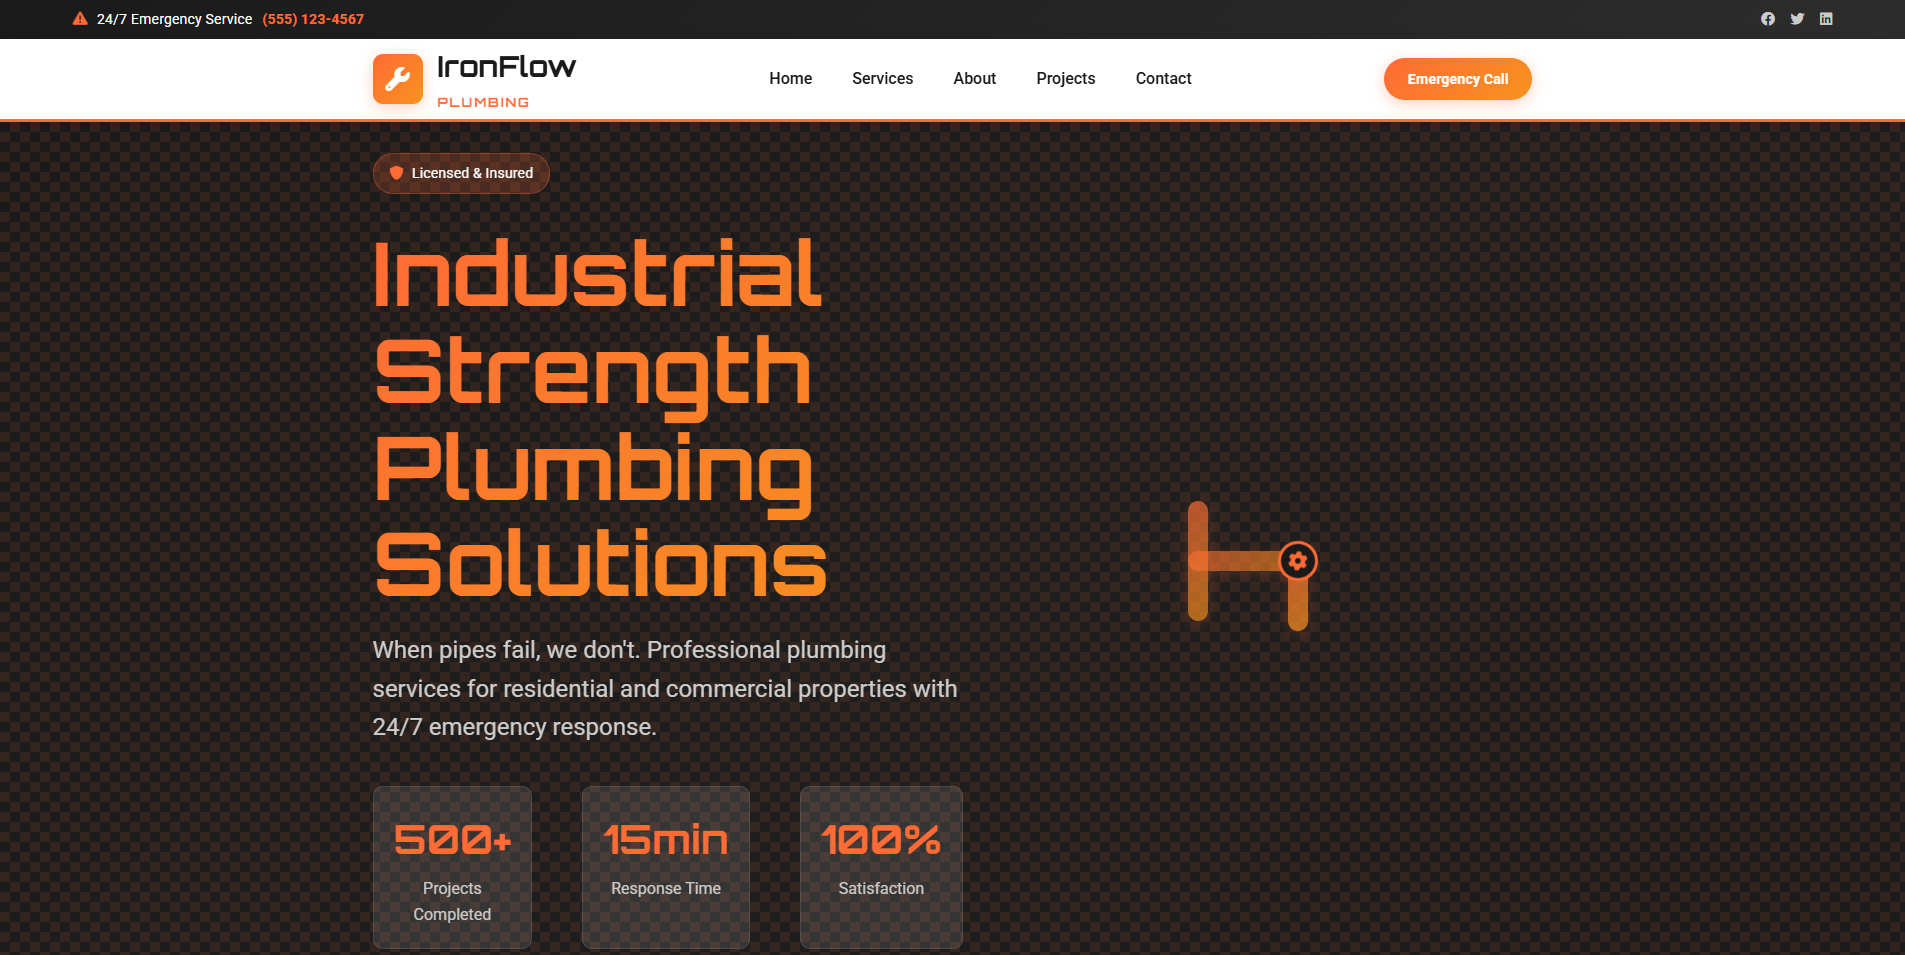 24/7 Emergency Service (555) 123-4567
IronFlow
PLUMBING
Home Services About Projects Contact
Emergency Call
Licensed & Insured
Industrial
Strength
Plumbing
Solutions
When pipes fail, we don't. Professional plumbing
services for residential and commercial properties with
24/7 emergency response.
500+
Projects
Completed
15min
Response Time
100%
Satisfaction